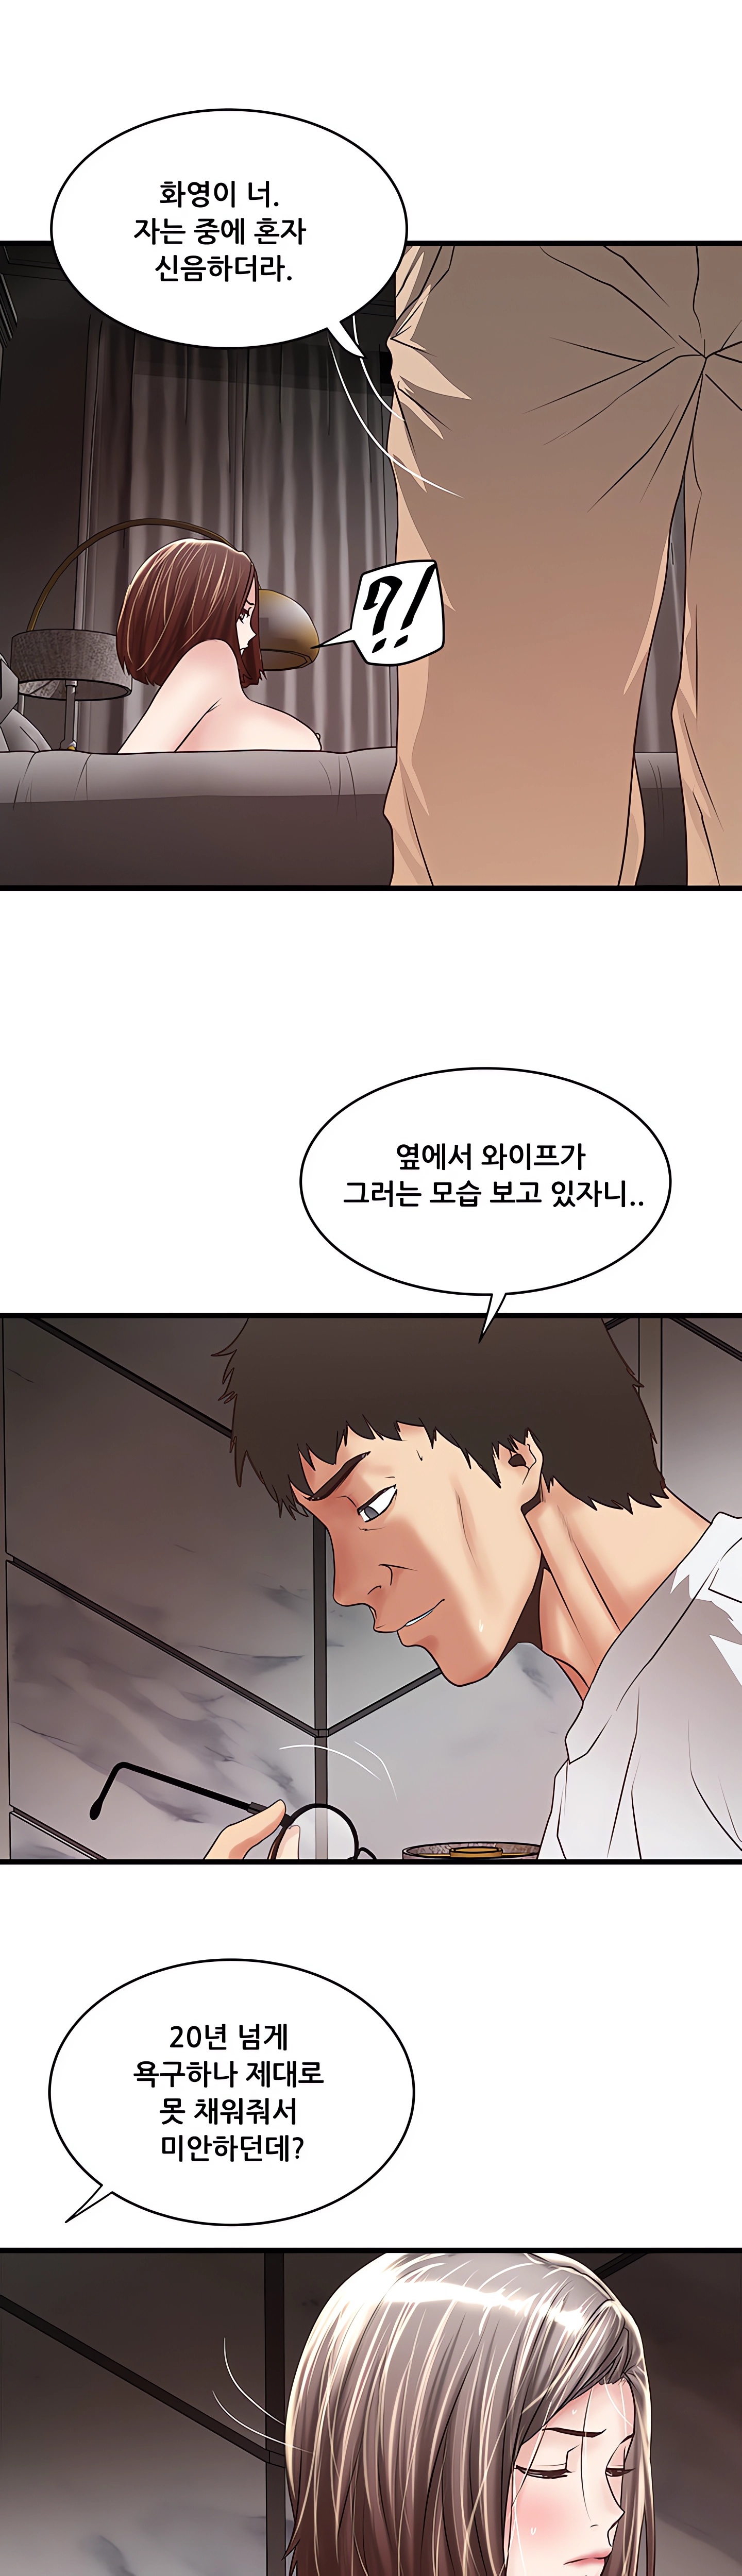 화영이 너.
자는 중에 혼자
신음하더라.
?!
옆에서 와이프가
그러는 모습 보고 있자니..
20년 넘게
욕구하나 제대로
못 채워줘서
미안하던데?